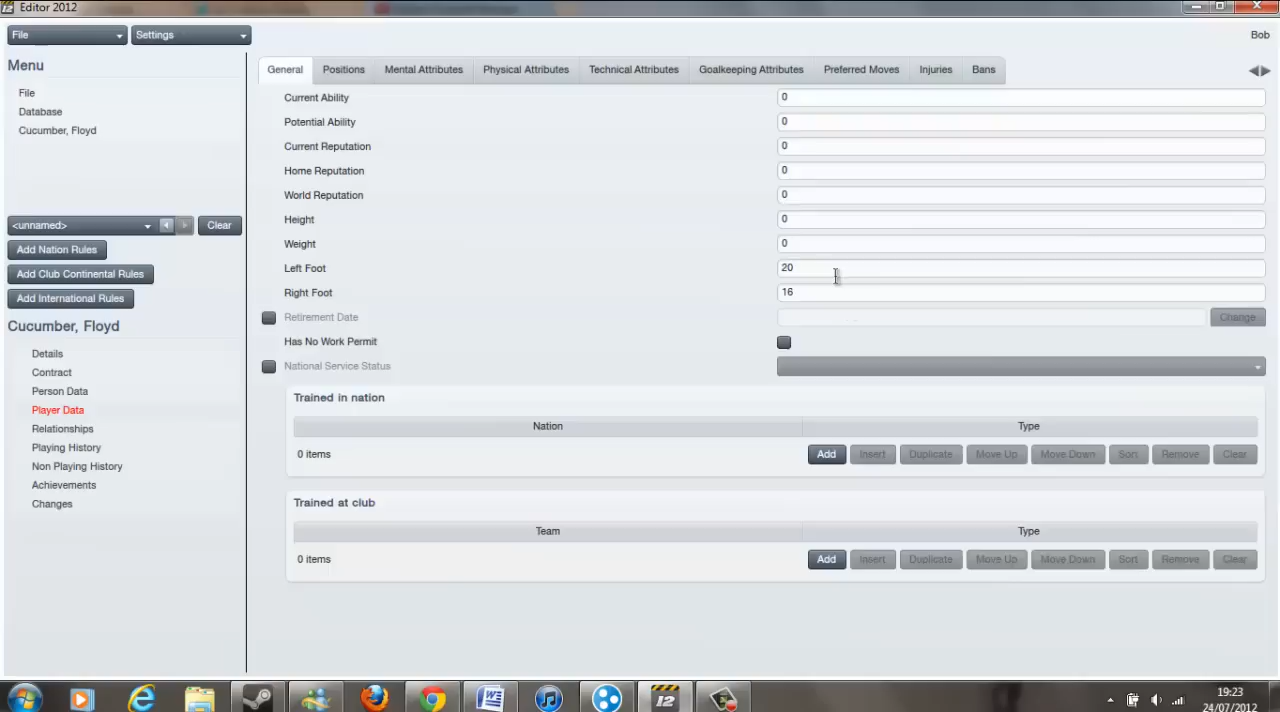 Editor 2012
File
Settings
Bob
Menu
File
Database
Cucumber, Floyd
<unnamed>
Clear
Add Nation Rules
Add Club Continental Rules
Add International Rules
Cucumber, Floyd
Details
Contract
Person Data
Player Data
Relationships
Playing History
Non Playing History
Achievements
Changes
General Positions Mental Attributes Physical Attributes Technical Attributes Goalkeeping Attributes Preferred Moves Injuries Bans
Current Ability 0
Potential Ability 0
Current Reputation 0
Home Reputation 0
World Reputation 0
Height 0
Weight 0
Left Foot 20
Right Foot 16
Retirement Date Change
Has No Work Permit
National Service Status
Trained in nation
Nation Type
0 items Add Insert Duplicate Move Up Move Down Sort Remove Clear
Trained at club
Team Type
0 items Add Insert Duplicate Move Up Move Down Sort Remove Clear
12
19:23
24/07/2012